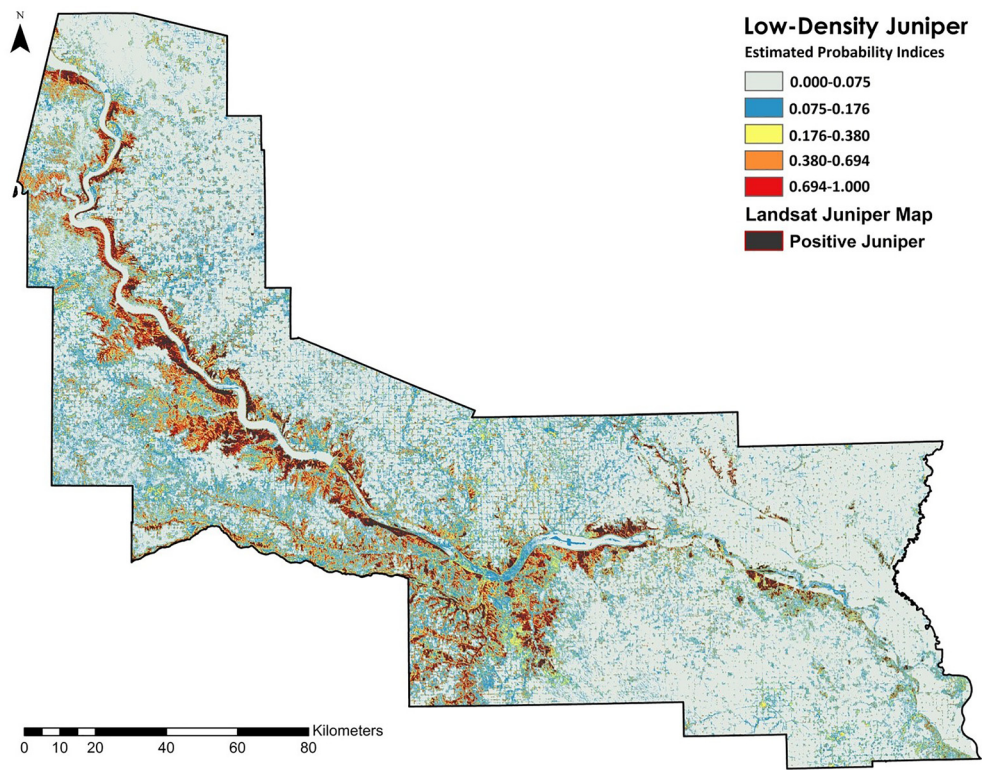 N
Low-Density Juniper
Estimated Probability Indices
0.000-0.075
0.075-0.176
0.176-0.380
0.380-0.694
0.694-1.000
Landsat Juniper Map
Positive Juniper
Kilometers
0 10 20 40 60 80